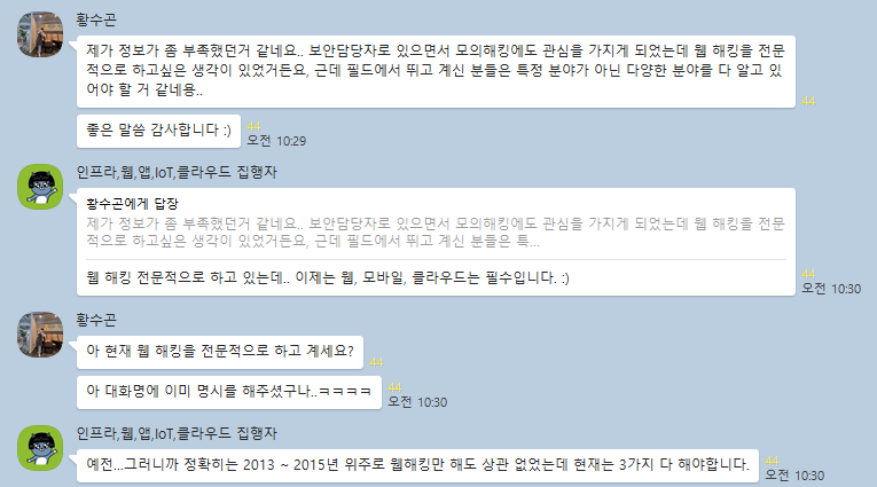 황수곤
제가 정보가 좀 부족했던거 같네요.. 보안담당자로 있으면서 모의해킹에도 관심을 가지게 되었는데 웹 해킹을 전문
적으로 하고싶은 생각이 있었거든요, 근데 필드에서 뛰고 계신 분들은 특정 분야가 아닌 다양한 분야를 다 알고 있
어야 할 거 같네용..
44
좋은 말씀 감사합니다 :)
44
오전 10:29
인프라,웹,앱,IoT,클라우드 집행자
황수곤에게 답장
제가 정보가 좀 부족했던거 같네요.. 보안담당자로 있으면서 모의해킹에도 관심을 가지게 되었는데 웹 해킹을 전문
적으로 하고싶은 생각이 있었거든요, 근데 필드에서 뛰고 계신 분들은 특...
웹 해킹 전문적으로 하고 있는데.. 이제는 웹, 모바일, 클라우드는 필수입니다. :)
44
오전 10:30
황수곤
아 현재 웹 해킹을 전문적으로 하고 계세요?
44
아 대화명에 이미 명시를 해주셨구나..ㅋㅋㅋㅋ
44
오전 10:30
인프라,웹,앱,IoT,클라우드 집행자
예전...그러니까 정확히는 2013 ~ 2015년 위주로 웹해킹만 해도 상관 없었는데 현재는 3가지 다 해야합니다.
44
오전 10:30